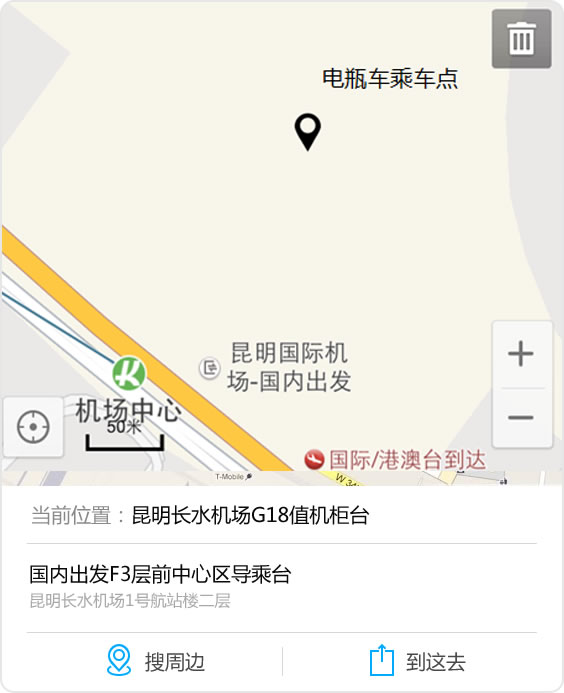 电瓶车乘车点
昆明国际机
场-国内出发
机场中心
50米
国际/港澳台到达
T-Mobile
W 34
当前位置：昆明长水机场G18值机柜台
国内出发F3层前中心区导乘台
昆明长水机场1号航站楼二层
搜周边
到这去